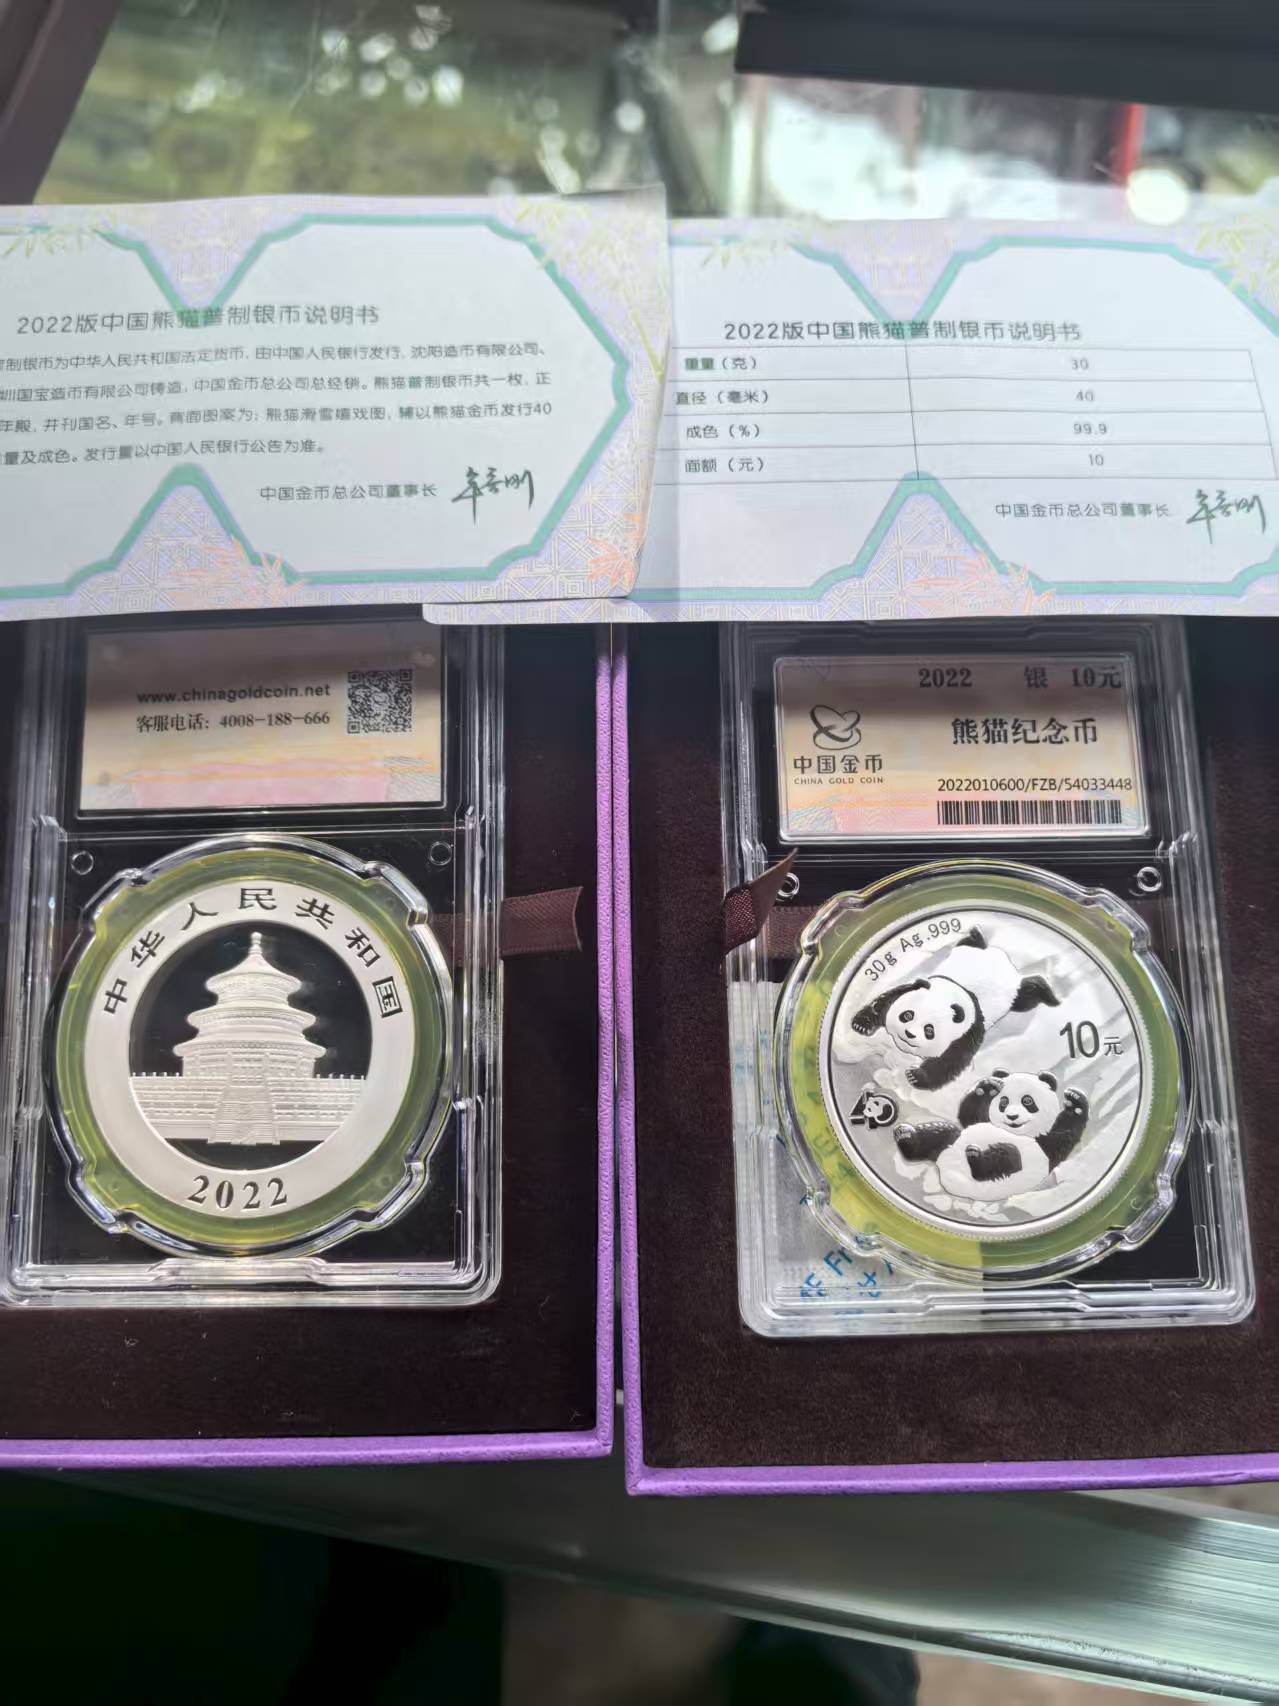 2022版中国熊猫普制银币说明书
制银币为中华人民共和国法定货币，由中国人民银行发行，沈阳造币有限公司、
圳国宝造币有限公司铸造，中国金币总公司总经销。熊猫普制银币共一枚，正
年殿，并刊国名、年号。背面图案为：熊猫滑雪嬉戏图，辅以熊猫金币发行40
量及成色。发行量以中国人民银行公告为准。
中国金币总公司董事长
2022版中国熊猫普制银币说明书
重量（克） 30
直径（毫米） 40
成色（%） 99.9
面额（元） 10
中国金币总公司董事长
www.chinagoldcoin.net
客服电话：4008-188-666
2022 银 10元
熊猫纪念币
中国金币
CHINA GOLD COIN
2022010600/FZB/54033448
中华人民共和国
2022
30g Ag.999
10元